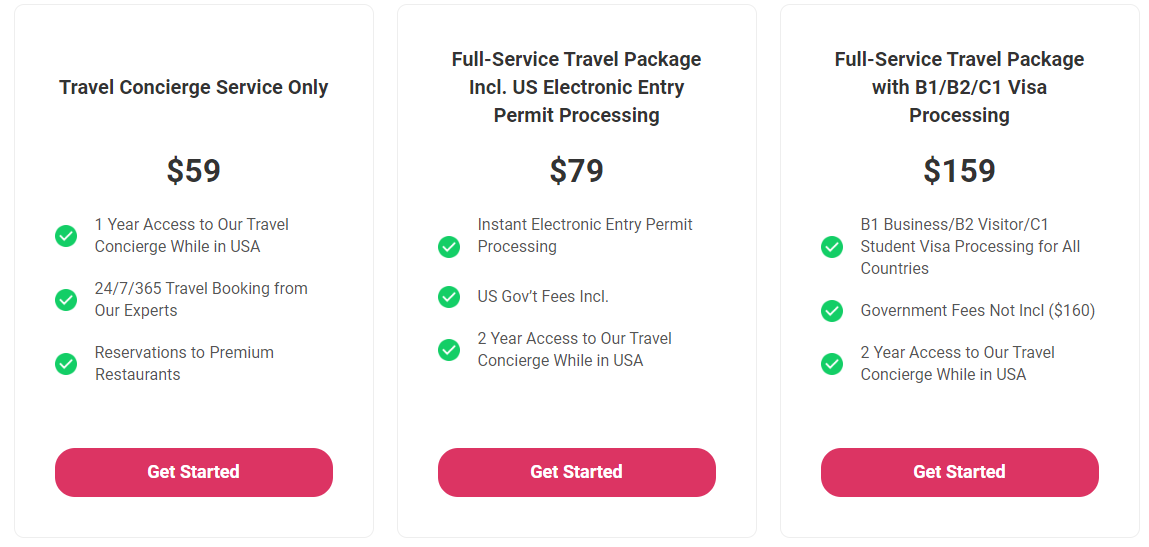 Travel Concierge Service Only
$59
1 Year Access to Our Travel
Concierge While in USA
24/7/365 Travel Booking from
Our Experts
Reservations to Premium
Restaurants
Get Started
Full-Service Travel Package
Incl. US Electronic Entry
Permit Processing
$79
Instant Electronic Entry Permit
Processing
US Gov’t Fees Incl.
2 Year Access to Our Travel
Concierge While in USA
Get Started
Full-Service Travel Package
with B1/B2/C1 Visa
Processing
$159
B1 Business/B2 Visitor/C1
Student Visa Processing for All
Countries
Government Fees Not Incl ($160)
2 Year Access to Our Travel
Concierge While in USA
Get Started